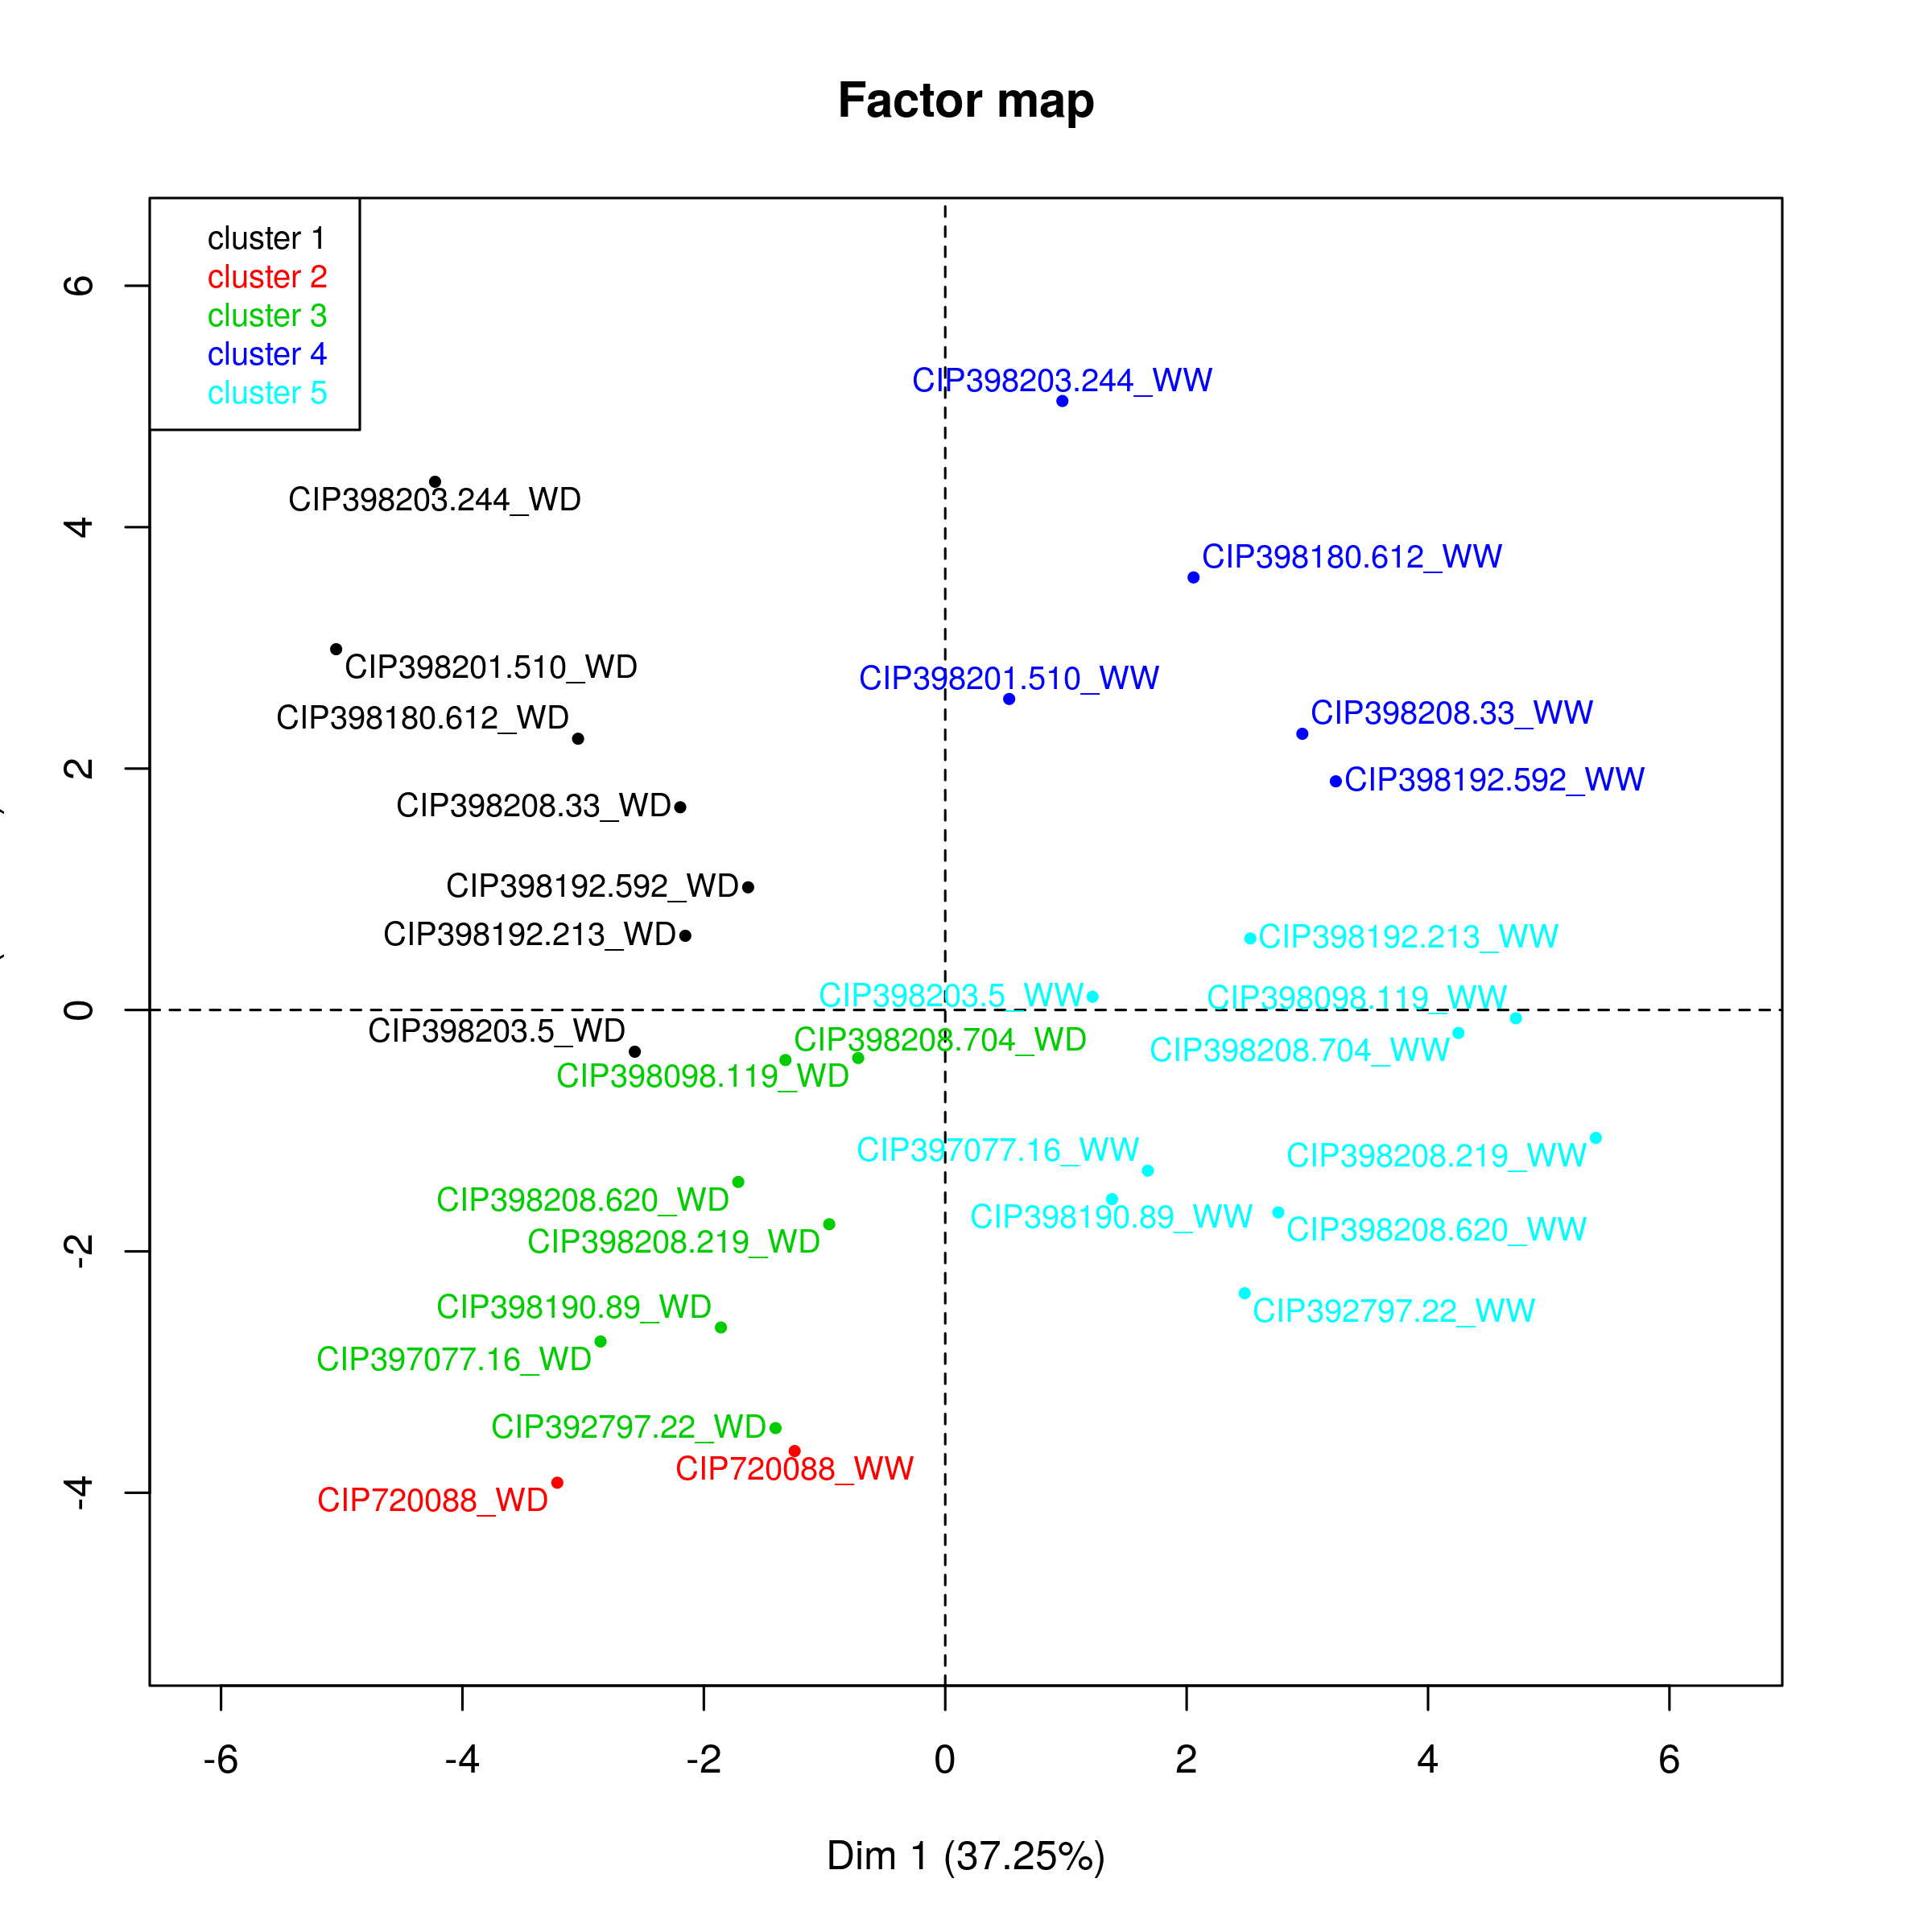 Factor map
cluster 1
cluster 2
cluster 3
cluster 4
cluster 5
6
4
2
0
-2
-4
CIP398203.244_WW
CIP398203.244_WD
CIP398180.612_WW
CIP398201.510_WD
CIP398201.510_WW
CIP398180.612_WD
CIP398208.33_WW
CIP398192.592_WW
CIP398208.33_WD
CIP398192.592_WD
CIP398192.213_WD
CIP398192.213_WW
CIP398203.5_WW
CIP398098.119_WW
CIP398203.5_WD
CIP398208.704_WD
CIP398208.704_WW
CIP398098.119_WD
CIP397077.16_WW
CIP398208.219_WW
CIP398208.620_WD
CIP398190.89_WW
CIP398208.620_WW
CIP398208.219_WD
CIP398190.89_WD
CIP392797.22_WW
CIP397077.16_WD
CIP392797.22_WD
CIP720088_WW
CIP720088_WD
-6 -4 -2 0 2 4 6
Dim 1 (37.25%)